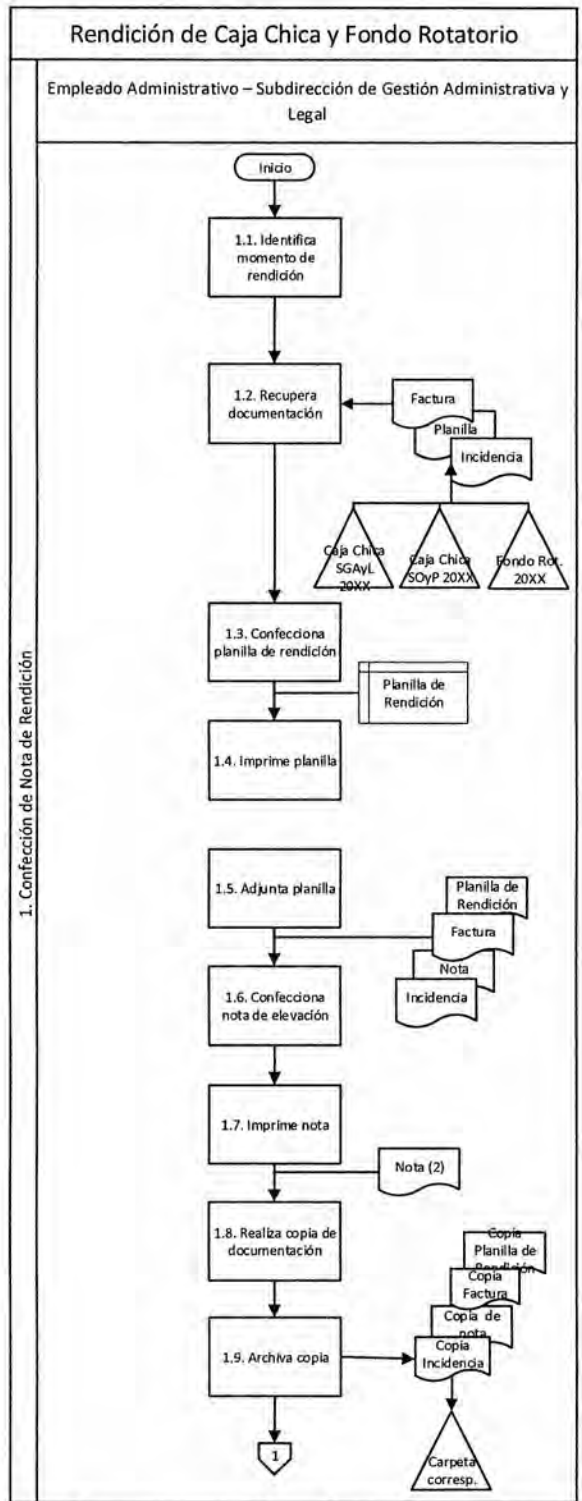 Rendición de Caja Chica y Fondo Rotatorio
Empleado Administrativo – Subdirección de Gestión Administrativa y
Legal
1. Confección de Nota de Rendición
Inicio
1.1. Identifica
momento de
rendición
1.2. Recupera
documentación
Factura
Planilla
Incidencia
Caja Chica
SGAyL
20XX
Caja Chica
SOyP 20XX
Fondo Rot.
20XX
1.3. Confecciona
planilla de rendición
Planilla de
Rendición
1.4. Imprime planilla
1.5. Adjunta planilla
Planilla de
Rendición
Factura
Nota
Incidencia
1.6. Confecciona
nota de elevación
1.7. Imprime nota
Nota (2)
1.8. Realiza copia de
documentación
Copia
Planilla de
Rendición
Copia
Factura
Copia de
nota
Copia
Incidencia
1.9. Archiva copia
1
Carpeta
corresp.